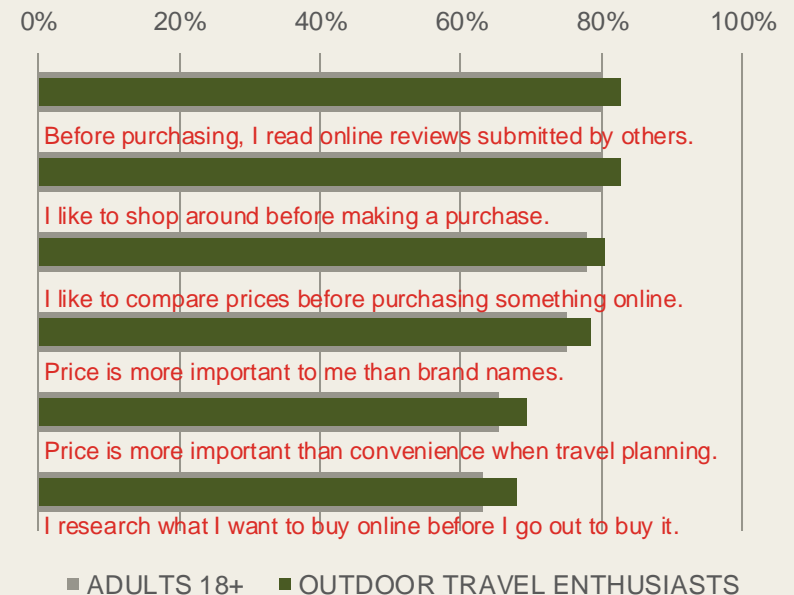 0% 20% 40% 60% 80% 100%
Before purchasing, I read online reviews submitted by others.
I like to shop around before making a purchase.
I like to compare prices before purchasing something online.
Price is more important to me than brand names.
Price is more important than convenience when travel planning.
I research what I want to buy online before I go out to buy it.
ADULTS 18+ OUTDOOR TRAVEL ENTHUSIASTS